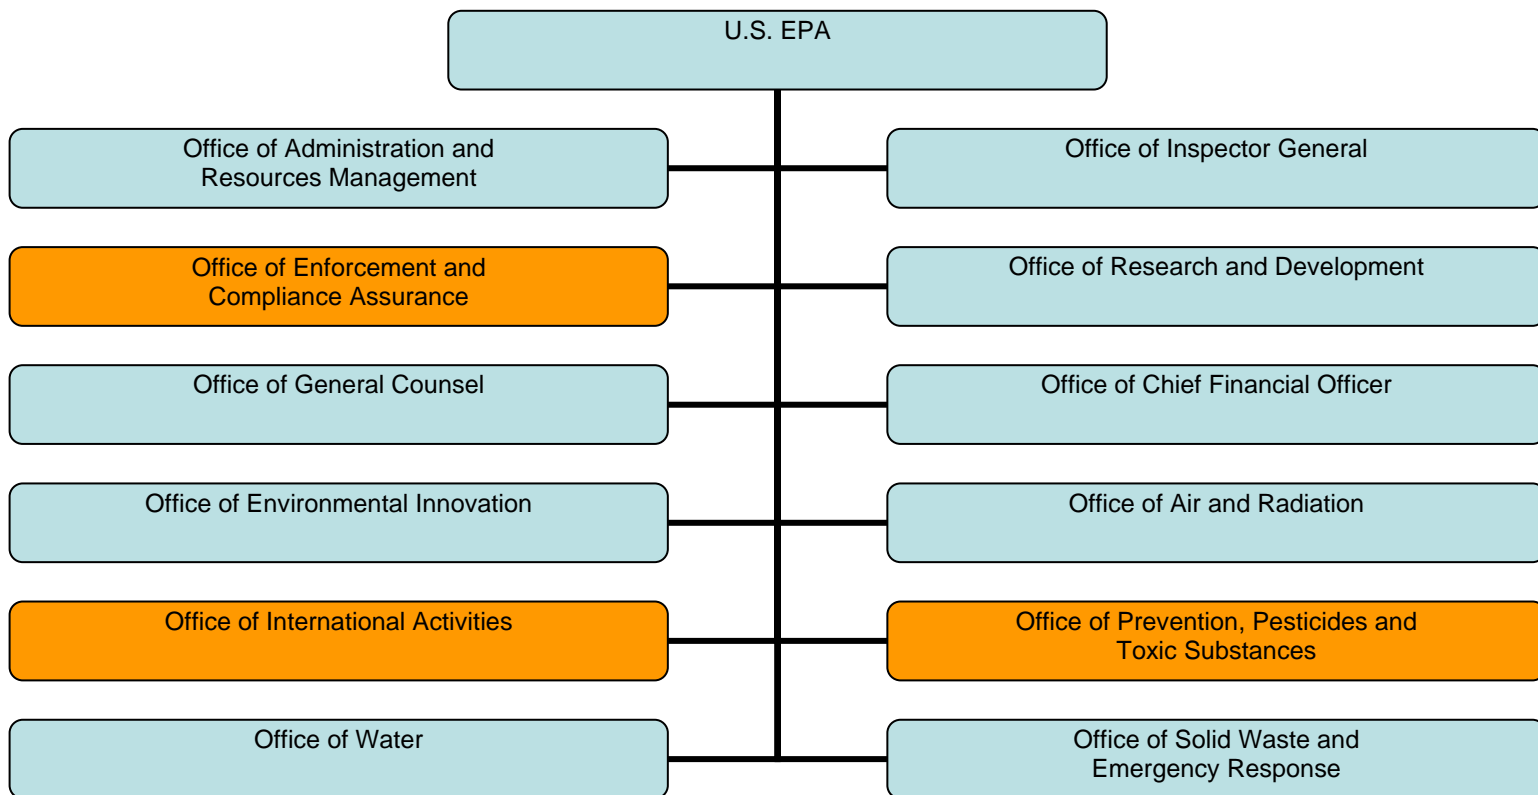 U.S. EPA
Office of Administration and
Resources Management
Office of Inspector General
Office of Enforcement and
Compliance Assurance
Office of Research and Development
Office of General Counsel
Office of Chief Financial Officer
Office of Environmental Innovation
Office of Air and Radiation
Office of International Activities
Office of Prevention, Pesticides and
Toxic Substances
Office of Water
Office of Solid Waste and
Emergency Response